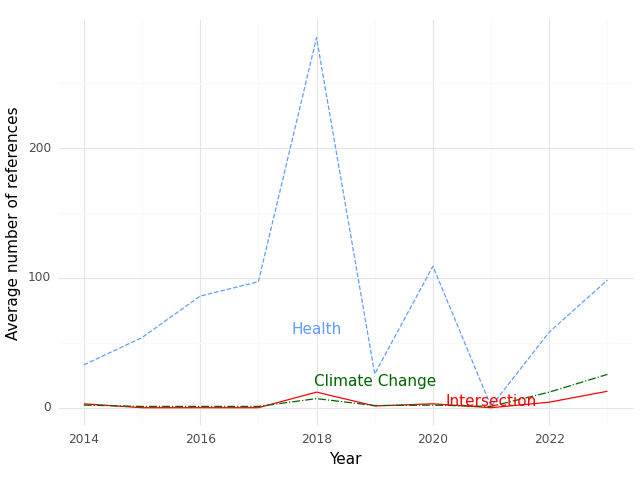 Average number of references
200
100
0
Health
Climate Change
Intersection
2014 2016 2018 2020 2022
Year